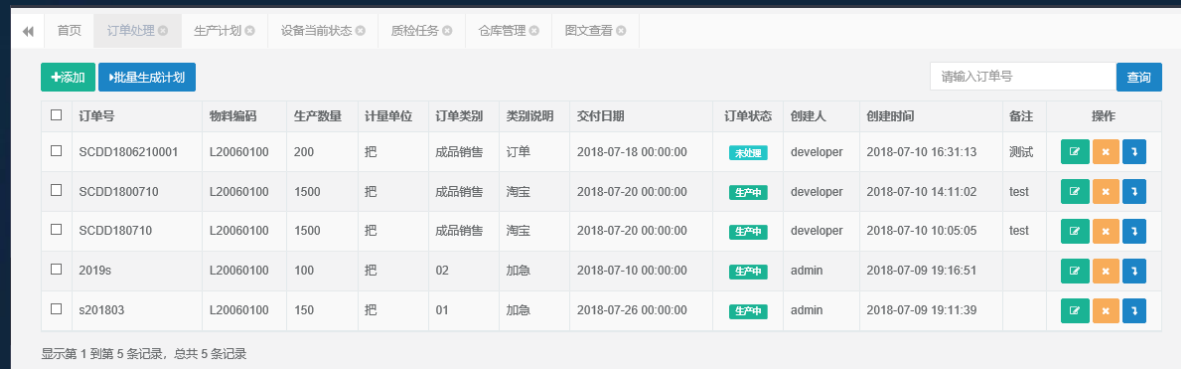 首页 订单处理 生产计划 设备当前状态 质检任务 仓库管理 图文查看
添加 批量生成计划 请输入订单号 查询
订单号 物料编码 生产数量 计量单位 订单类别 类别说明 交付日期 订单状态 创建人 创建时间 备注 操作
SCDD1806210001 L20060100 200 把 成品销售 订单 2018-07-18 00:00:00 未处理 developer 2018-07-10 16:31:13 测试
SCDD1800710 L20060100 1500 把 成品销售 淘宝 2018-07-20 00:00:00 生产中 developer 2018-07-10 14:11:02 test
SCDD180710 L20060100 1500 把 成品销售 淘宝 2018-07-20 00:00:00 生产中 developer 2018-07-10 10:05:05 test
2019s L20060100 100 把 02 加急 2018-07-10 00:00:00 生产中 admin 2018-07-09 19:16:51
s201803 L20060100 150 把 01 加急 2018-07-26 00:00:00 生产中 admin 2018-07-09 19:11:39
显示第 1 到第 5 条记录，总共 5 条记录